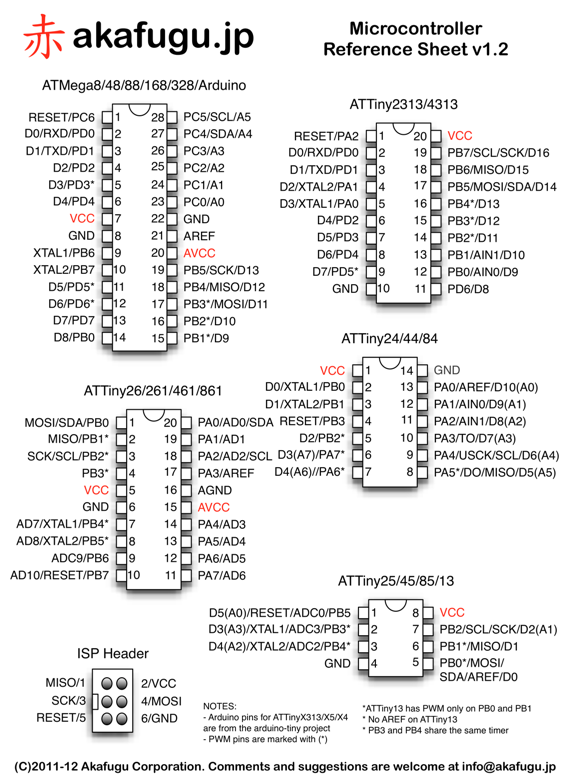 赤 akafugu.jp
Microcontroller
Reference Sheet v1.2
ATMega8/48/88/168/328/Arduino
RESET/PC6 1 28 PC5/SCL/A5
D0/RXD/PD0 2 27 PC4/SDA/A4
D1/TXD/PD1 3 26 PC3/A3
D2/PD2 4 25 PC2/A2
D3/PD3* 5 24 PC1/A1
D4/PD4 6 23 PC0/A0
VCC 7 22 GND
GND 8 21 AREF
XTAL1/PB6 9 20 AVCC
XTAL2/PB7 10 19 PB5/SCK/D13
D5/PD5* 11 18 PB4/MISO/D12
D6/PD6* 12 17 PB3*/MOSI/D11
D7/PD7 13 16 PB2*/D10
D8/PB0 14 15 PB1*/D9
ATTiny2313/4313
RESET/PA2 1 20 VCC
D0/RXD/PD0 2 19 PB7/SCL/SCK/D16
D1/TXD/PD1 3 18 PB6/MISO/D15
D2/XTAL2/PA1 4 17 PB5/MOSI/SDA/D14
D3/XTAL1/PA0 5 16 PB4*/D13
D4/PD2 6 15 PB3*/D12
D5/PD3 7 14 PB2*/D11
D6/PD4 8 13 PB1/AIN1/D10
D7/PD5* 9 12 PB0/AIN0/D9
GND 10 11 PD6/D8
ATTiny24/44/84
VCC 1 14 GND
D0/XTAL1/PB0 2 13 PA0/AREF/D10(A0)
D1/XTAL2/PB1 3 12 PA1/AIN0/D9(A1)
RESET/PB3 4 11 PA2/AIN1/D8(A2)
D2/PB2* 5 10 PA3/TO/D7(A3)
D3(A7)/PA7* 6 9 PA4/USCK/SCL/D6(A4)
D4(A6)//PA6* 7 8 PA5*/DO/MISO/D5(A5)
ATTiny26/261/461/861
MOSI/SDA/PB0 1 20 PA0/AD0/SDA
MISO/PB1* 2 19 PA1/AD1
SCK/SCL/PB2* 3 18 PA2/AD2/SCL
PB3* 4 17 PA3/AREF
VCC 5 16 AGND
GND 6 15 AVCC
AD7/XTAL1/PB4* 7 14 PA4/AD3
AD8/XTAL2/PB5* 8 13 PA5/AD4
ADC9/PB6 9 12 PA6/AD5
AD10/RESET/PB7 10 11 PA7/AD6
ATTiny25/45/85/13
D5(A0)/RESET/ADC0/PB5 1 8 VCC
D3(A3)/XTAL1/ADC3/PB3* 2 7 PB2/SCL/SCK/D2(A1)
D4(A2)/XTAL2/ADC2/PB4* 3 6 PB1*/MISO/D1
GND 4 5 PB0*/MOSI/
SDA/AREF/D0
ISP Header
MISO/1 2/VCC
SCK/3 4/MOSI
RESET/5 6/GND
NOTES:
- Arduino pins for ATTinyX313/X5/X4
are from the arduino-tiny project
- PWM pins are marked with (*)
*ATTiny13 has PWM only on PB0 and PB1
* No AREF on ATTiny13
* PB3 and PB4 share the same timer
(C)2011-12 Akafugu Corporation. Comments and suggestions are welcome at info@akafugu.jp